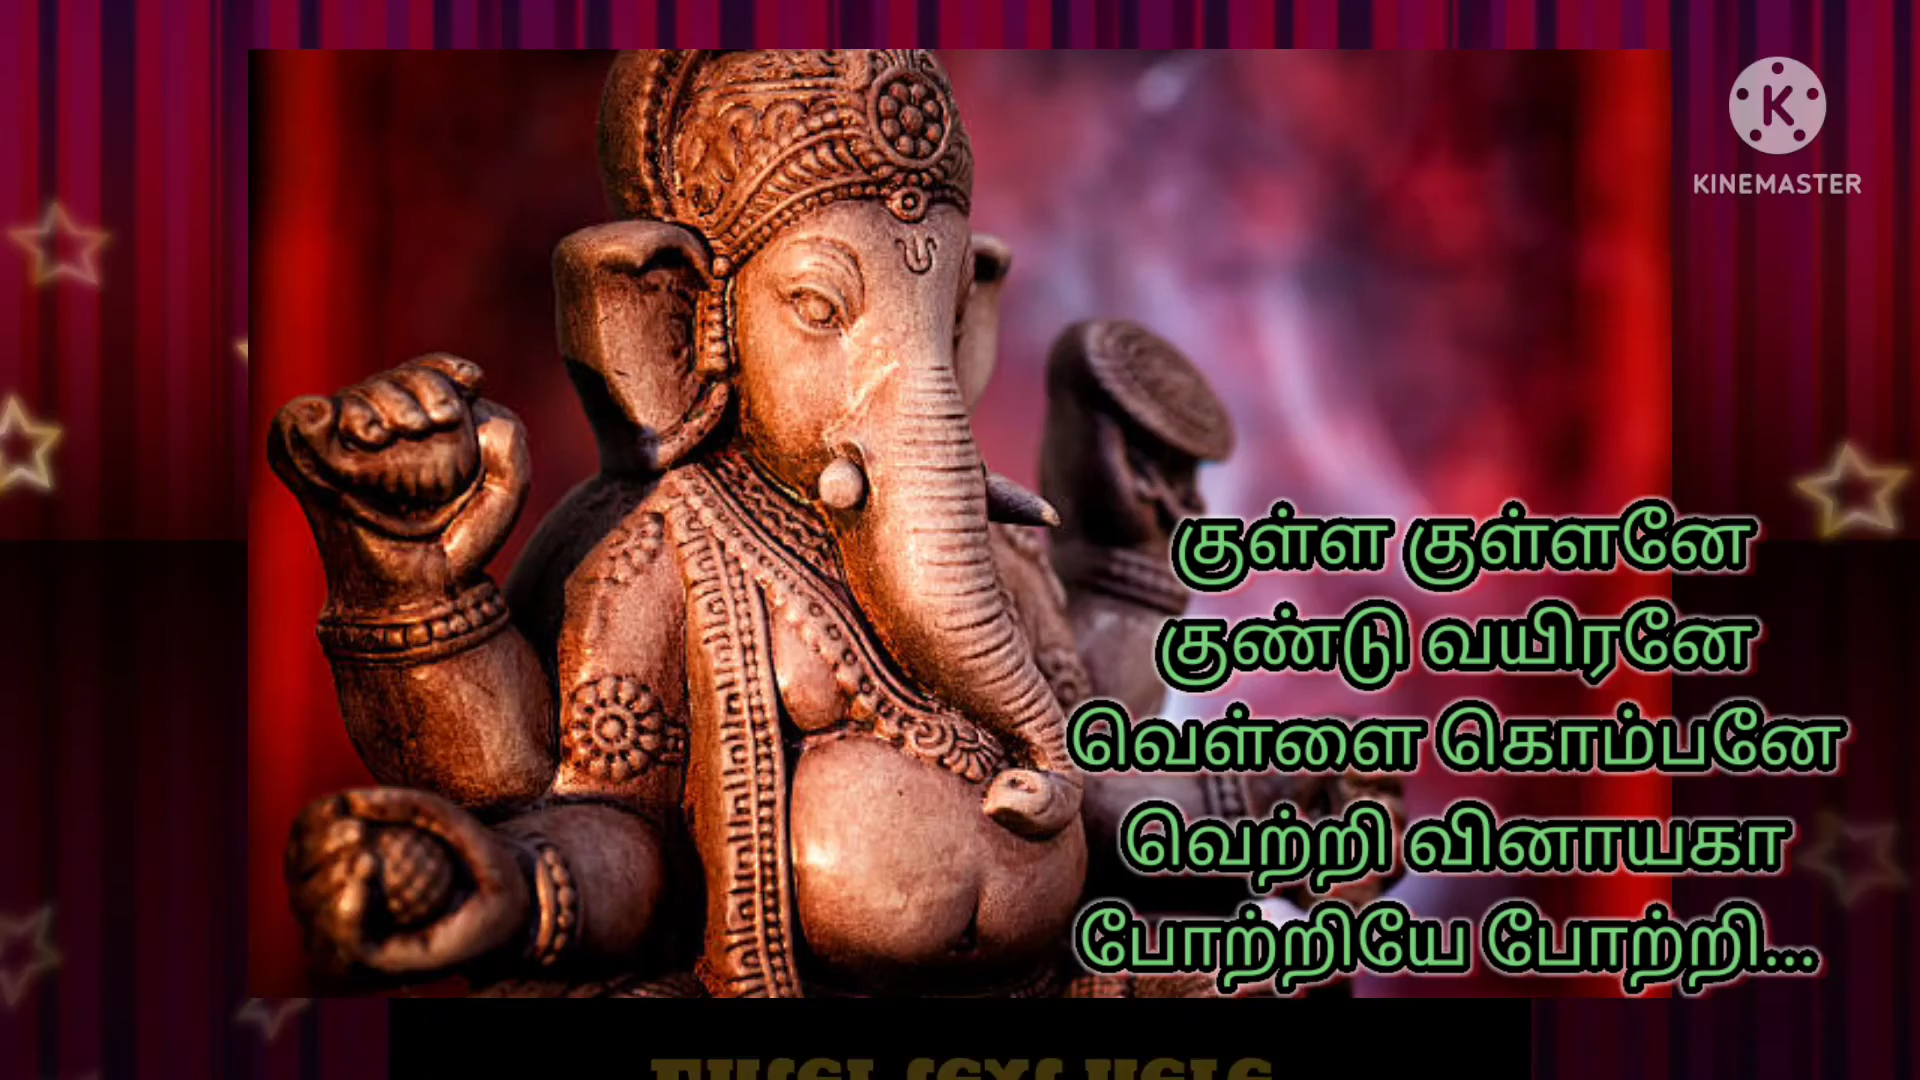 KINEMASTER
குள்ள குள்ளனே
குண்டு வயிரனே
வெள்ளை கொம்பனே
வெற்றி வினாயகா
போற்றியே போற்றி...